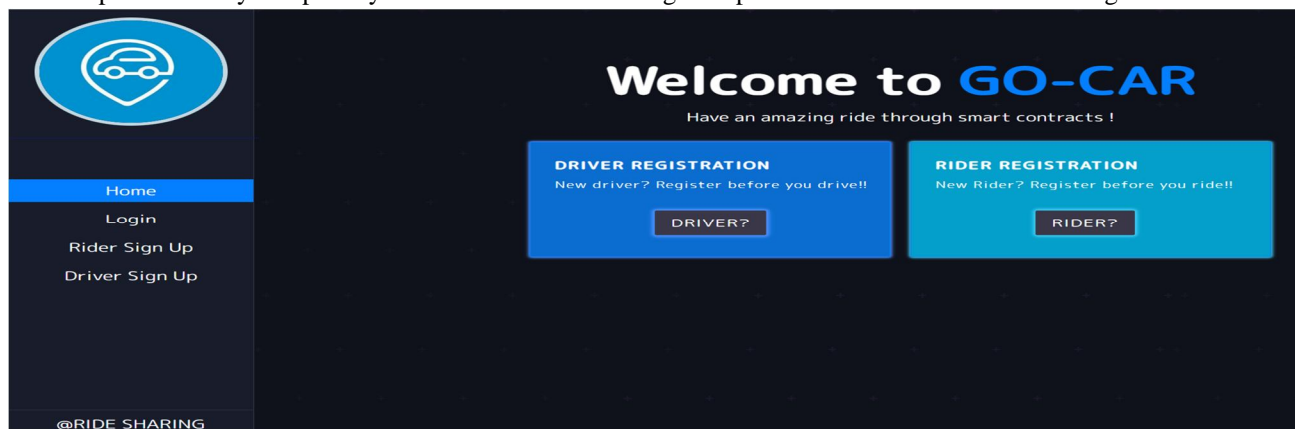 Welcome to GO-CAR
Have an amazing ride through smart contracts !
DRIVER REGISTRATION
New driver? Register before you drive!!
DRIVER?
RIDER REGISTRATION
New Rider? Register before you ride!!
RIDER?
Home
Login
Rider Sign Up
Driver Sign Up
@RIDE SHARING